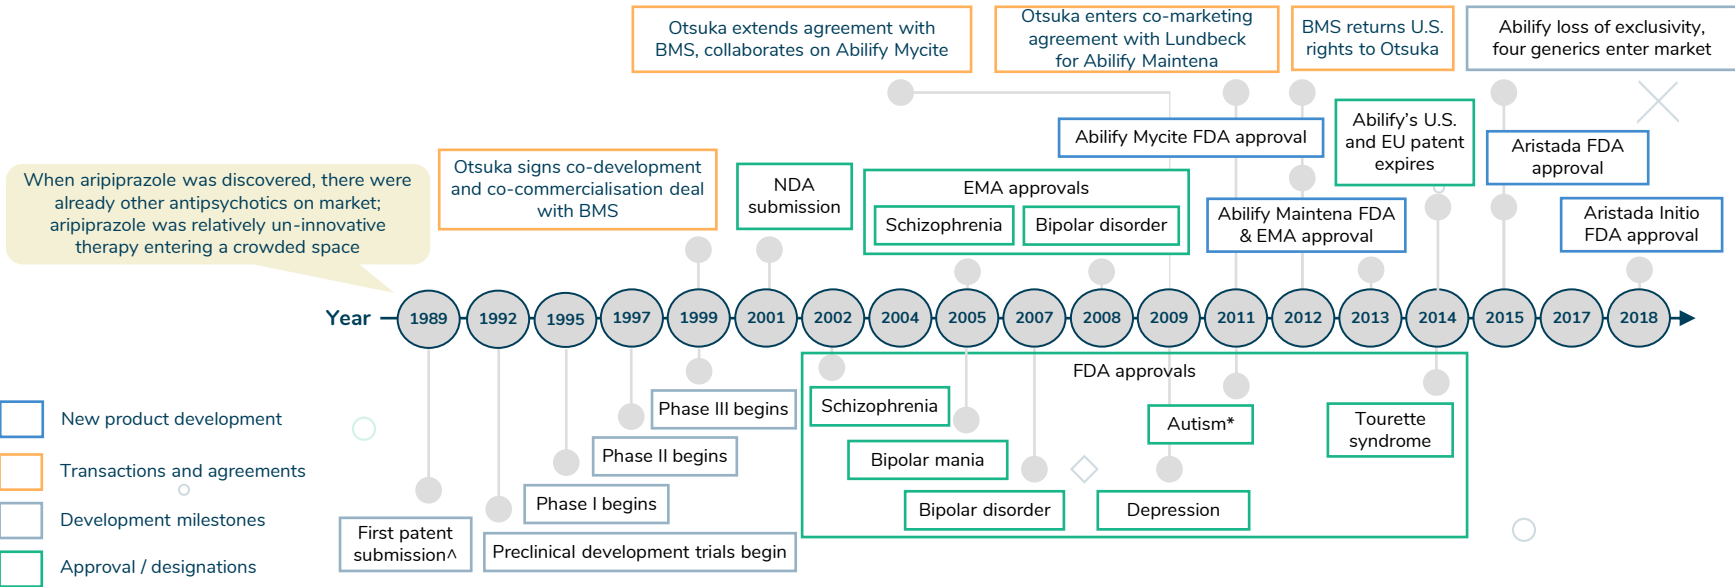 Otsuka extends agreement with
BMS, collaborates on Abilify Mycite
Otsuka enters co-marketing
agreement with Lundbeck
for Abilify Maintena
BMS returns U.S.
rights to Otsuka
Abilify loss of exclusivity,
four generics enter market
Abilify Mycite FDA approval
Abilify’s U.S.
and EU patent
expires
Aristada FDA
approval
When aripiprazole was discovered, there were
already other antipsychotics on market;
aripiprazole was relatively un-innovative
therapy entering a crowded space
Otsuka signs co-development
and co-commercialisation deal
with BMS
NDA
submission
EMA approvals
Schizophrenia
Bipolar disorder
Abilify Maintena FDA
& EMA approval
Aristada Initio
FDA approval
Year
1989
1992
1995
1997
1999
2001
2002
2004
2005
2007
2008
2009
2011
2012
2013
2014
2015
2017
2018
FDA approvals
Schizophrenia
Bipolar mania
Bipolar disorder
Autism*
Depression
Tourette
syndrome
Phase III begins
Phase II begins
Phase I begins
Preclinical development trials begin
First patent
submission^
New product development
Transactions and agreements
Development milestones
Approval / designations